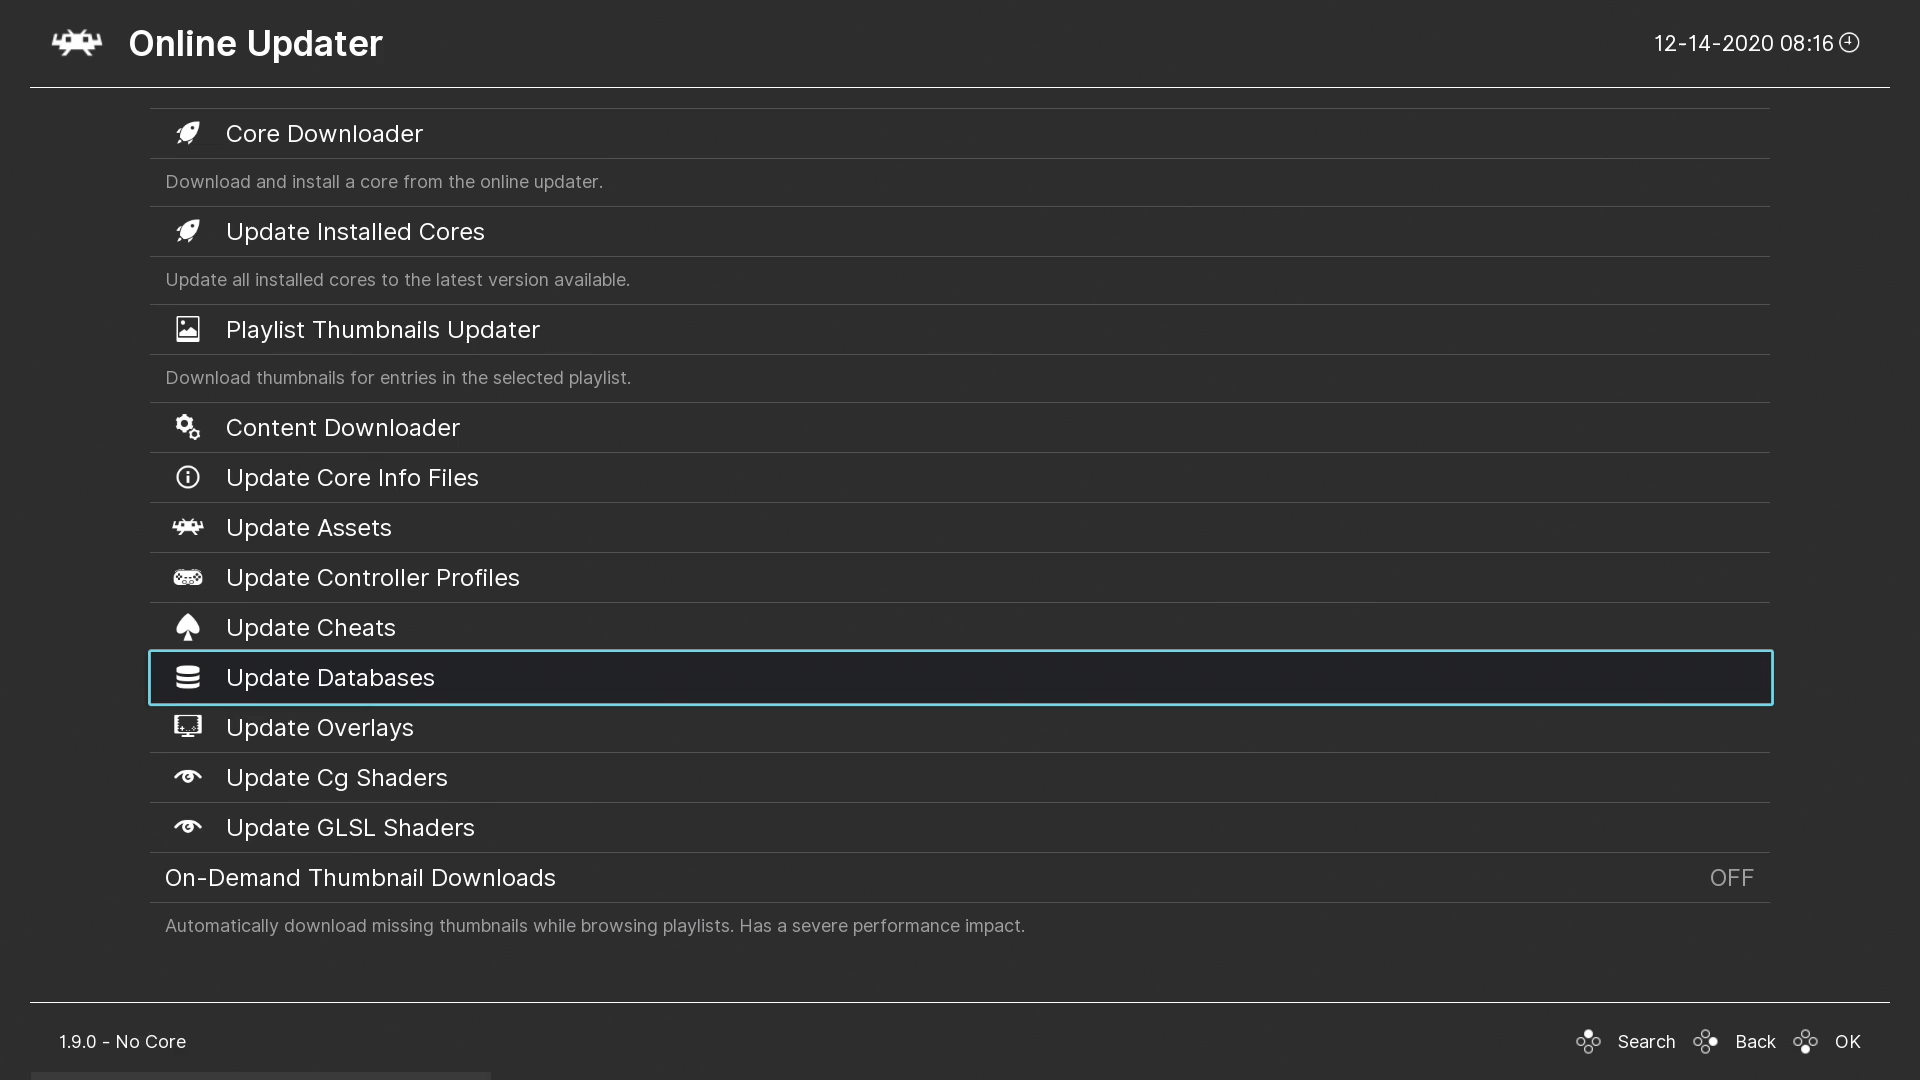 Online Updater
12-14-2020 08:16
Core Downloader
Download and install a core from the online updater.
Update Installed Cores
Update all installed cores to the latest version available.
Playlist Thumbnails Updater
Download thumbnails for entries in the selected playlist.
Content Downloader
Update Core Info Files
Update Assets
Update Controller Profiles
Update Cheats
Update Databases
Update Overlays
Update Cg Shaders
Update GLSL Shaders
On-Demand Thumbnail Downloads OFF
Automatically download missing thumbnails while browsing playlists. Has a severe performance impact.
1.9.0 - No Core
Search Back OK